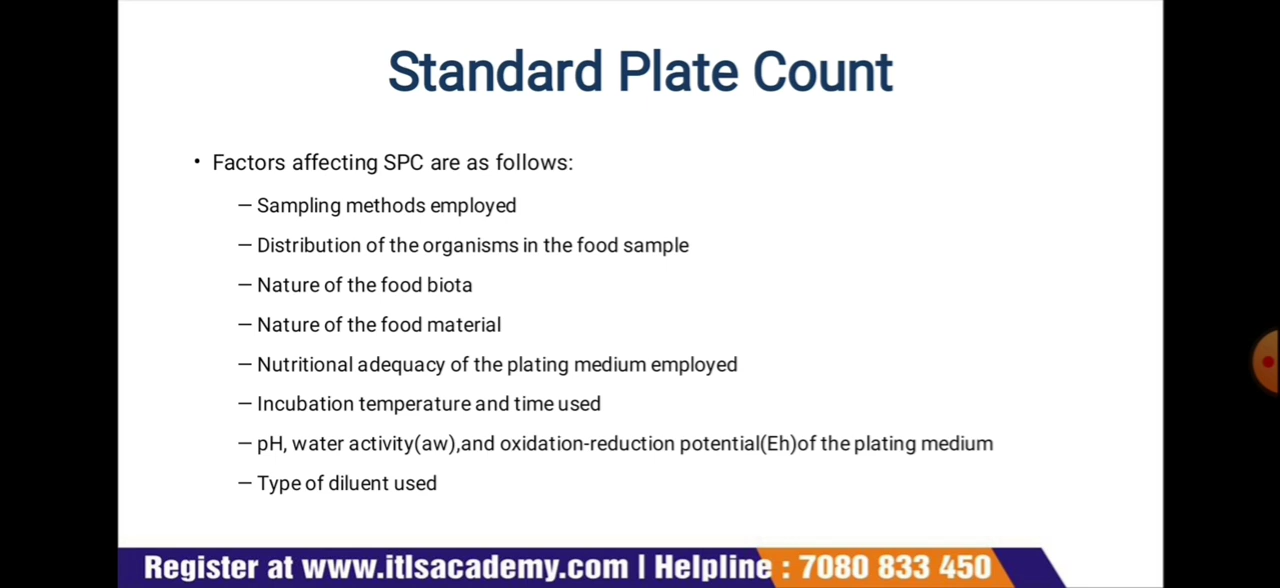 Standard Plate Count
• Factors affecting SPC are as follows:
– Sampling methods employed
– Distribution of the organisms in the food sample
– Nature of the food biota
– Nature of the food material
– Nutritional adequacy of the plating medium employed
– Incubation temperature and time used
– pH, water activity(aw),and oxidation-reduction potential(Eh)of the plating medium
– Type of diluent used
Register at www.itlsacademy.com | Helpline : 7080 833 450